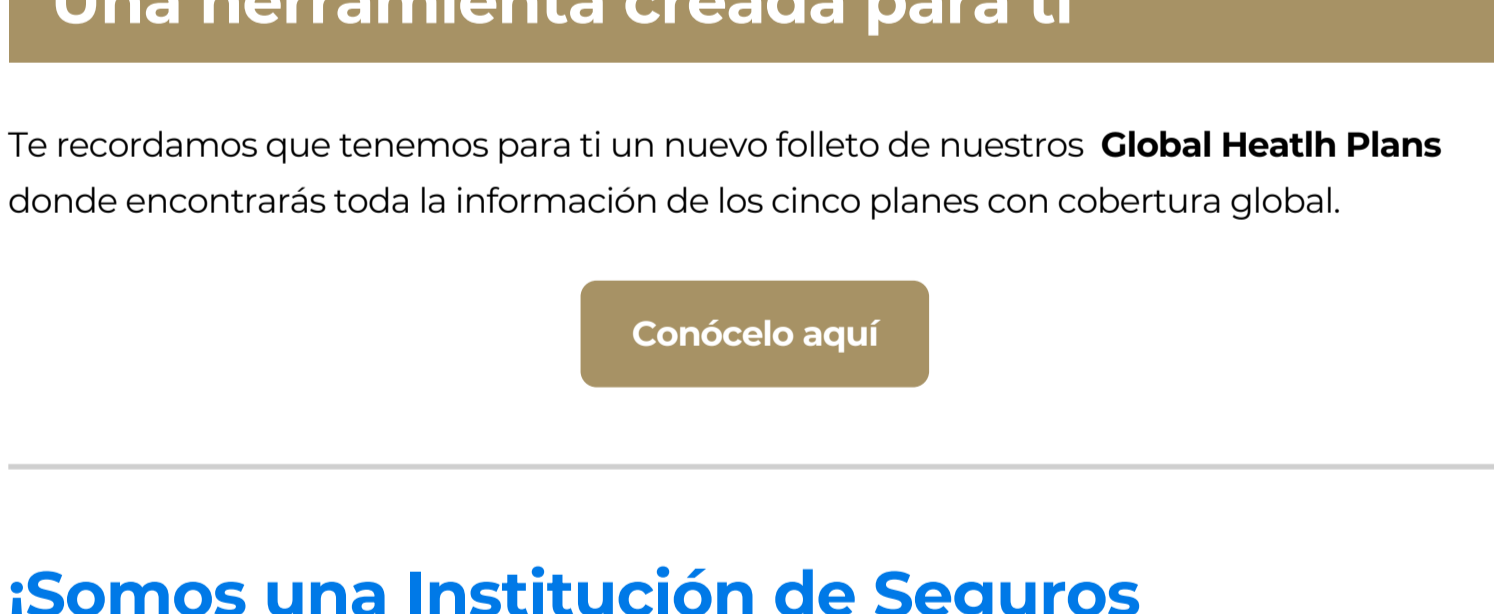 Una herramienta creada para ti
Te recordamos que tenemos para ti un nuevo folleto de nuestros Global Heatlh Plans
donde encontrarás toda la información de los cinco planes con cobertura global.
Conócelo aquí
¡Somos una Institución de Seguros